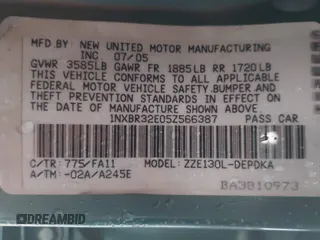 MFD.BY: NEW UNITED MOTOR MANUFACTURING
INC 07/05
GVWR 3585LB GAWR FR 1885LB RR 1720LB
THIS VEHICLE CONFORMS TO ALL APPLICABLE
FEDERAL MOTOR VEHICLE SAFETY,BUMPER,AND
THEFT PREVENTION STANDARDS IN EFFECT ON
THE DATE OF MANUFACTURE SHOWN ABOVE.
1NXBR32E05Z566387 PASS CAR
C/TR: 775/FA11 MODEL: ZZE130L-DEPDKA
A/TM: -02A/A245E
BA3B10973
DREAMBID